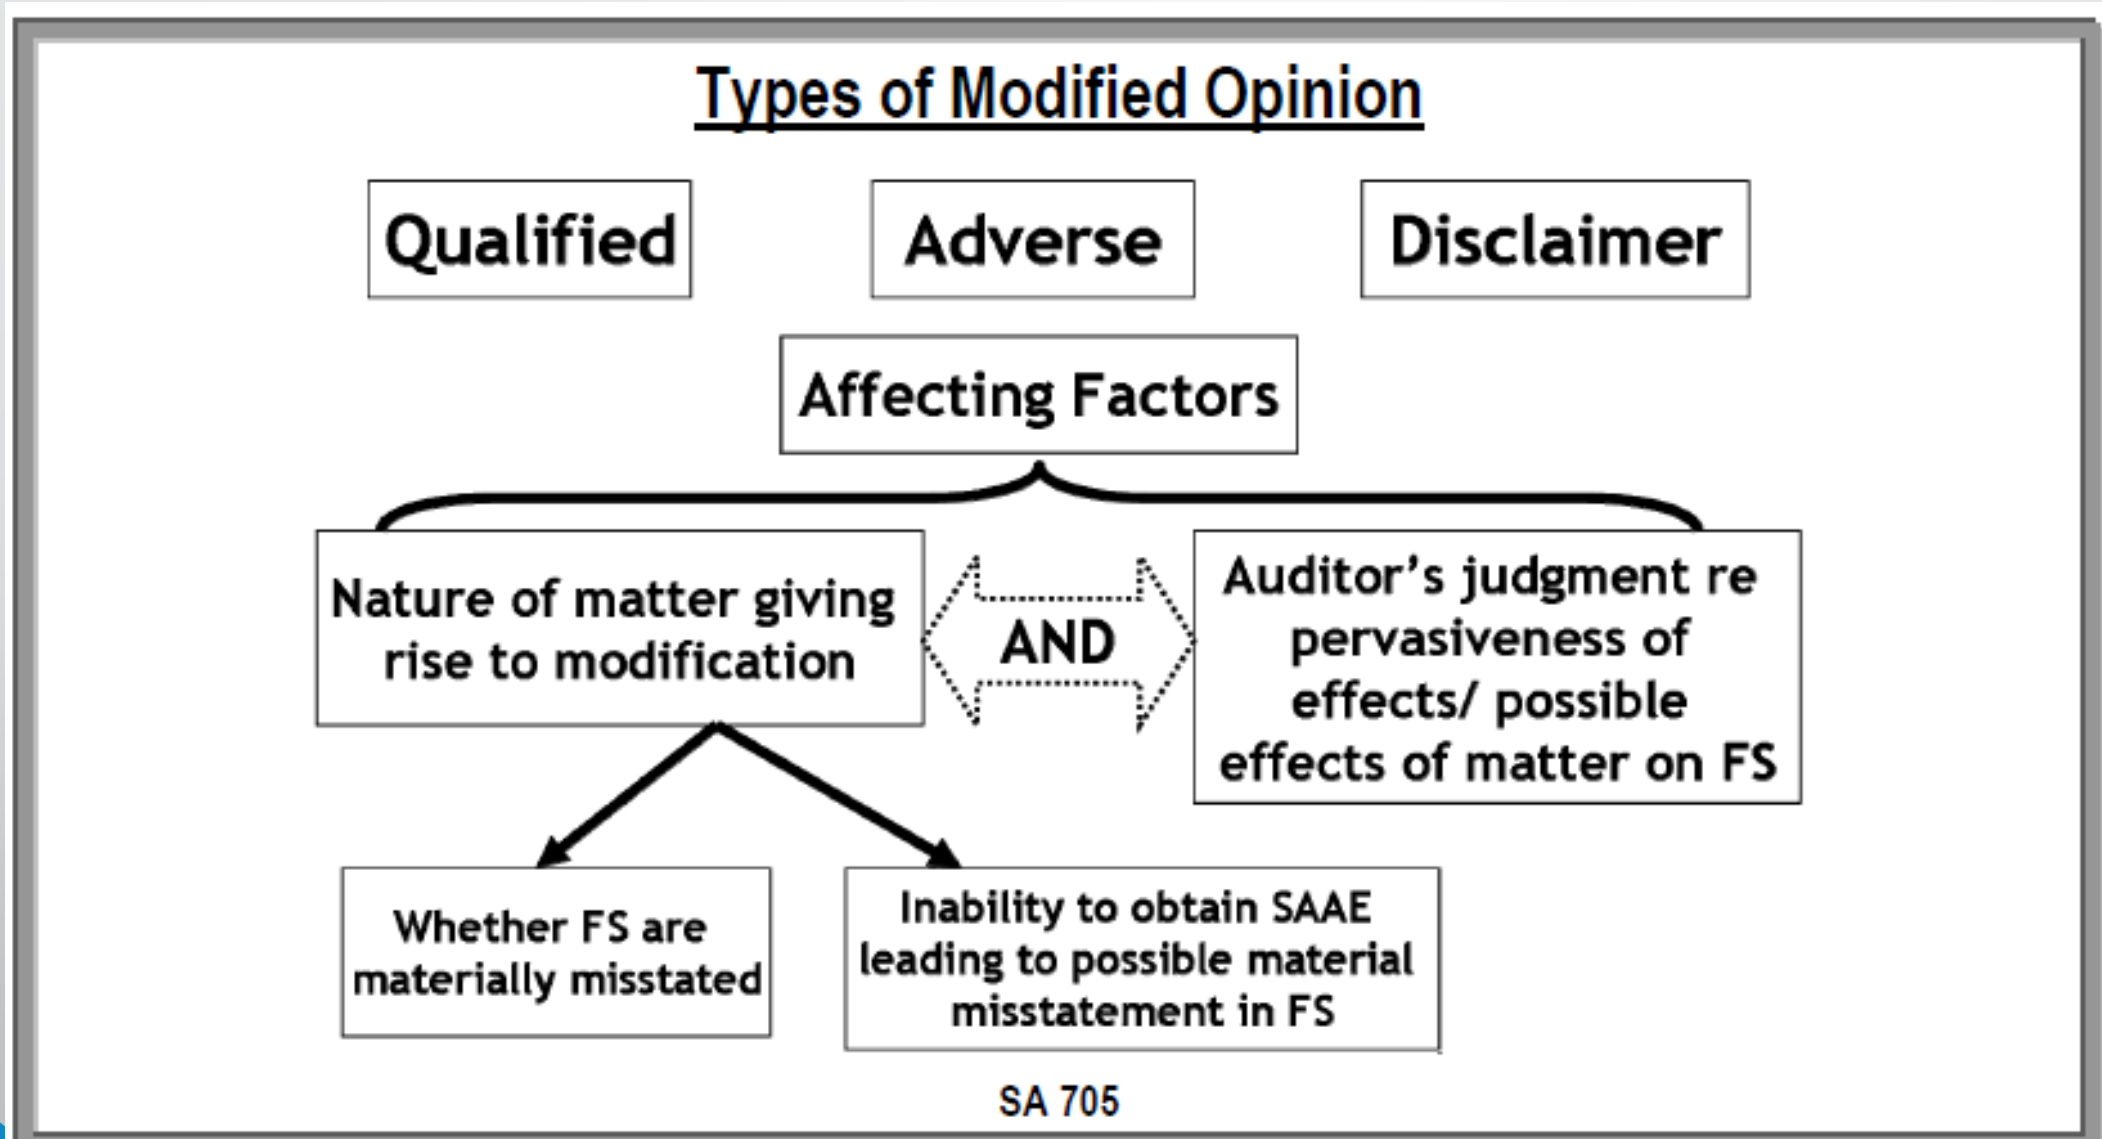 Types of Modified Opinion
Qualified
Adverse
Disclaimer
Affecting Factors
Nature of matter giving
rise to modification
AND
Auditor's judgment re
pervasiveness of
effects/ possible
effects of matter on FS
Whether FS are
materially misstated
Inability to obtain SAAE
leading to possible material
misstatement in FS
SA 705